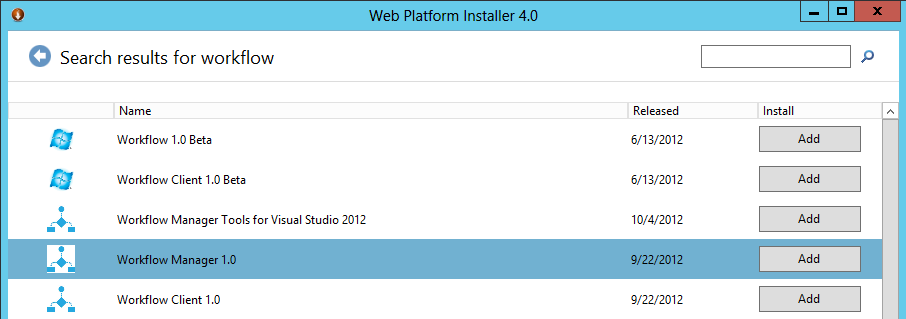 Web Platform Installer 4.0
Search results for workflow
Name Released Install
Workflow 1.0 Beta 6/13/2012 Add
Workflow Client 1.0 Beta 6/13/2012 Add
Workflow Manager Tools for Visual Studio 2012 10/4/2012 Add
Workflow Manager 1.0 9/22/2012 Add
Workflow Client 1.0 9/22/2012 Add